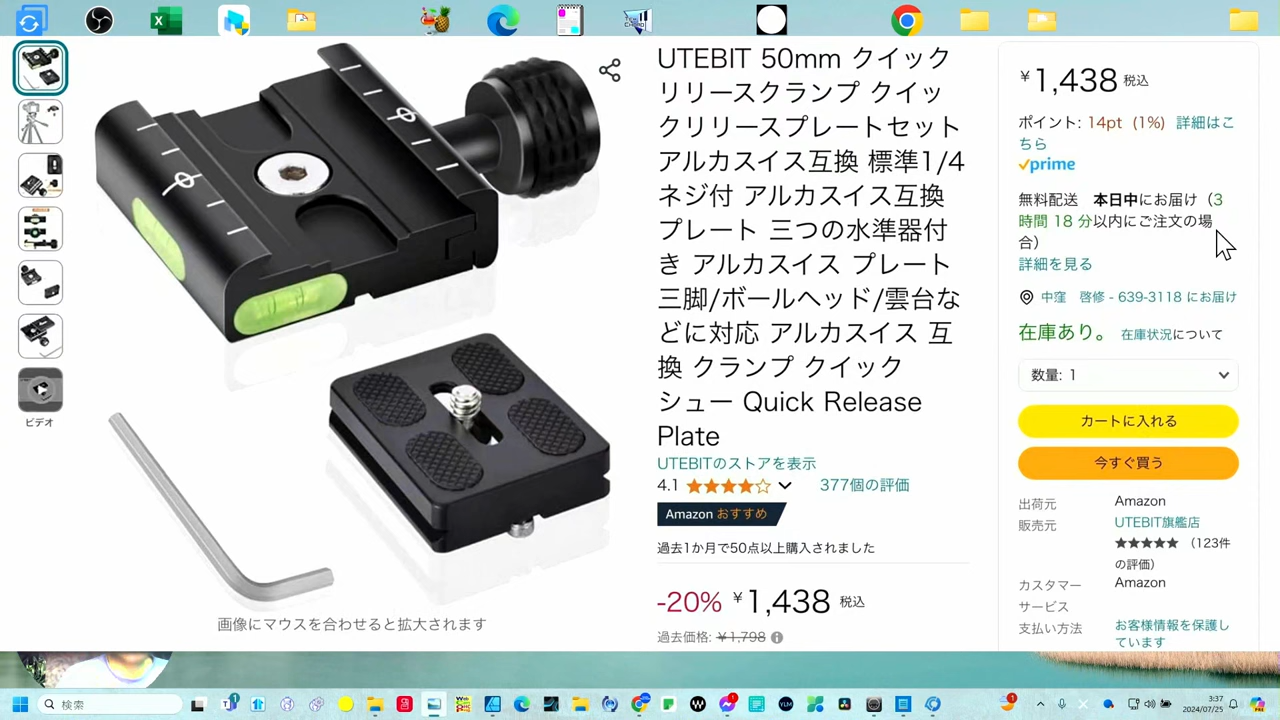 UTEBIT 50mm クイック
リリースクランプ クイッ
クリリースプレートセット
アルカスイス互換 標準1/4
ネジ付 アルカスイス互換
プレート 三つの水準器付
き アルカスイス プレート
三脚/ボールヘッド/雲台な
どに対応 アルカスイス 互
換 クランプ クイック
シュー Quick Release
Plate
UTEBITのストアを表示
4.1 377個の評価
Amazon おすすめ
過去1か月で50点以上購入されました
-20% ¥1,438 税込
過去価格: ¥1,798
ビデオ
画像にマウスを合わせると拡大されます
¥1,438 税込
ポイント: 14pt (1%) 詳細はこ
ちら
prime
無料配送 本日中にお届け（3
時間 18 分以内にご注文の場
合）
詳細を見る
中窪 啓修 - 639-3118 にお届け
在庫あり。 在庫状況について
数量: 1
カートに入れる
今すぐ買う
出荷元 Amazon
販売元 UTEBIT旗艦店
★★★★★ （123件
の評価）
カスタマー Amazon
サービス
支払い方法 お客様情報を保護し
ています
検索
3:37
2024/07/25